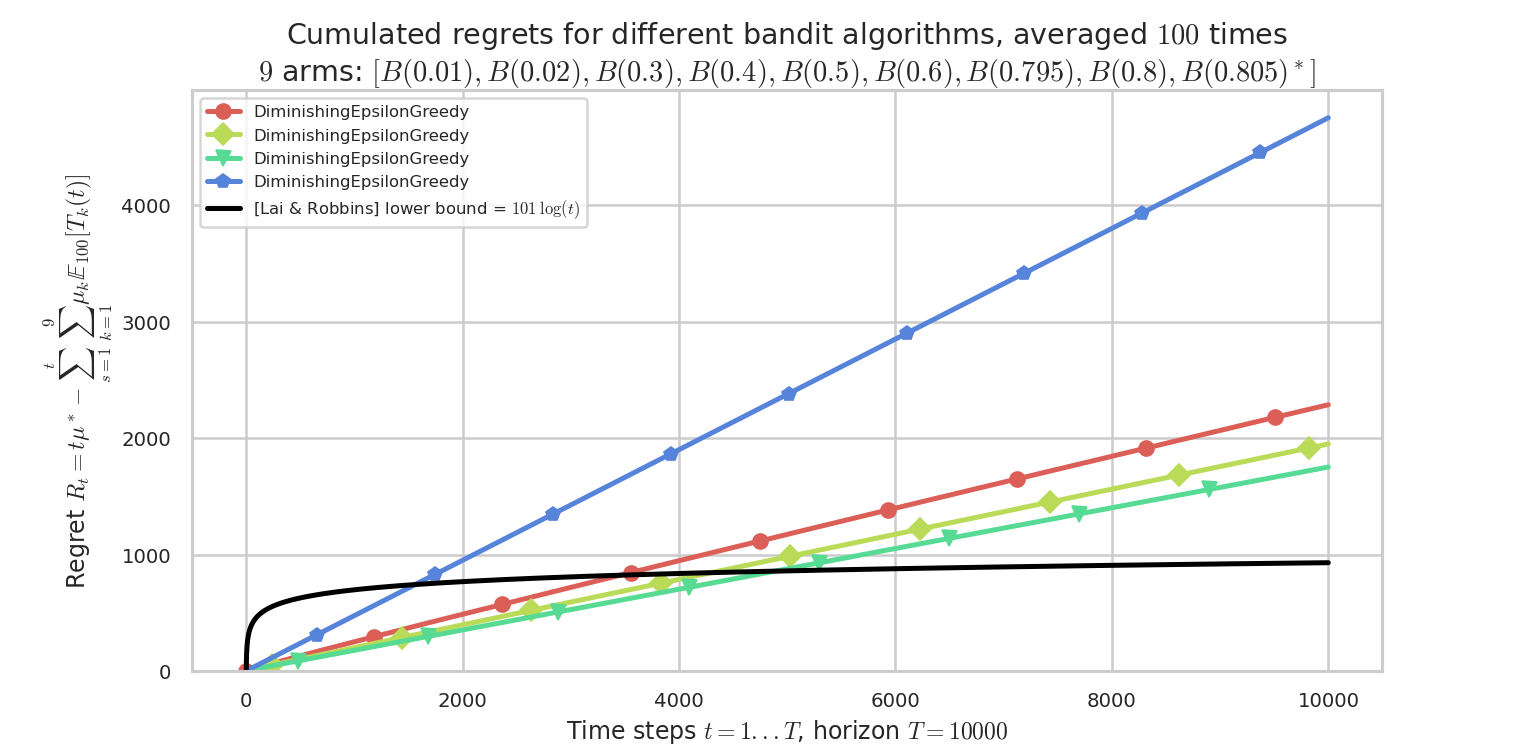 Cumulated regrets for different bandit algorithms, averaged 100 times
9 arms: [B(0.01), B(0.02), B(0.3), B(0.4), B(0.5), B(0.6), B(0.795), B(0.8), B(0.805)*]
DiminishingEpsilonGreedy
DiminishingEpsilonGreedy
DiminishingEpsilonGreedy
DiminishingEpsilonGreedy
[Lai & Robbins] lower bound = 101 log(t)
Regret R_t = tμ* − ∑_{s=1}^{t} ∑_{k=1}^{9} μ_k 𝔼_{100}[T_k(t)]
4000
3000
2000
1000
0
0 2000 4000 6000 8000 10000
Time steps t = 1...T, horizon T = 10000